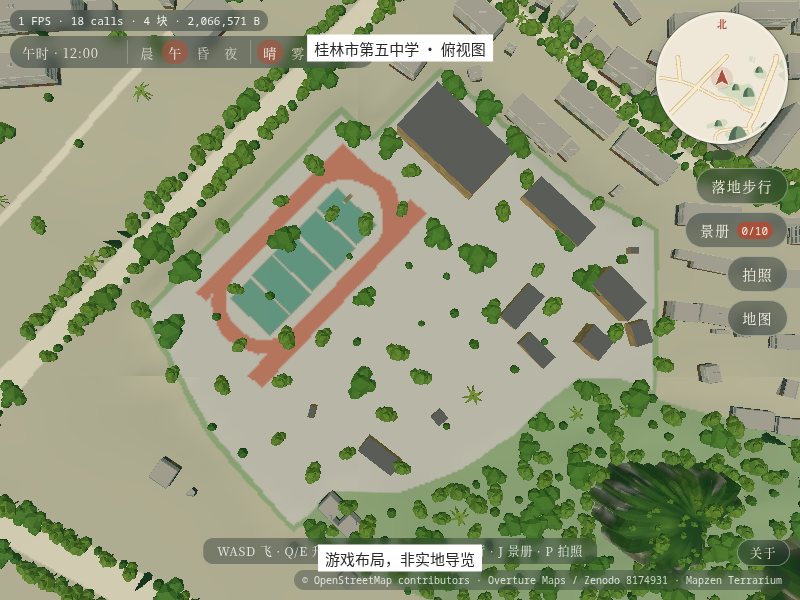 1 FPS · 18 calls · 4 块 · 2,066,571 B
午时 · 12:00 晨 午 昏 夜 晴 雾
桂林市第五中学 · 俯视图
北
落地步行
景册 0/10
拍照
地图
WASD 飞 · Q/E
· J 景册 · P 拍照
游戏布局，非实地导览
关于
© OpenStreetMap contributors · Overture Maps / Zenodo 8174931 · Mapzen Terrarium